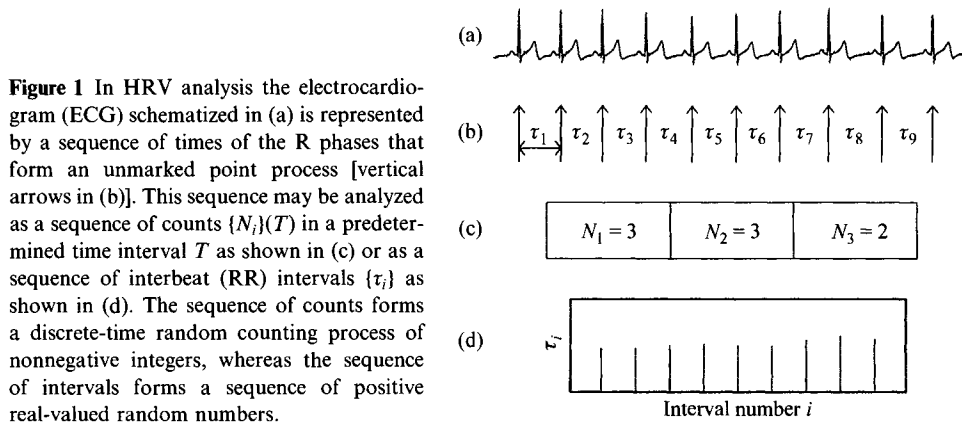 Figure 1 In HRV analysis the electrocardio-
gram (ECG) schematized in (a) is represented
by a sequence of times of the R phases that
form an unmarked point process [vertical
arrows in (b)]. This sequence may be analyzed
as a sequence of counts {Nᵢ}(T) in a predeter-
mined time interval T as shown in (c) or as a
sequence of interbeat (RR) intervals {τᵢ} as
shown in (d). The sequence of counts forms
a discrete-time random counting process of
nonnegative integers, whereas the sequence
of intervals forms a sequence of positive
real-valued random numbers.
(a)
(b) τ₁ τ₂ τ₃ τ₄ τ₅ τ₆ τ₇ τ₈ τ₉
(c) N₁ = 3 N₂ = 3 N₃ = 2
(d) τᵢ
Interval number i